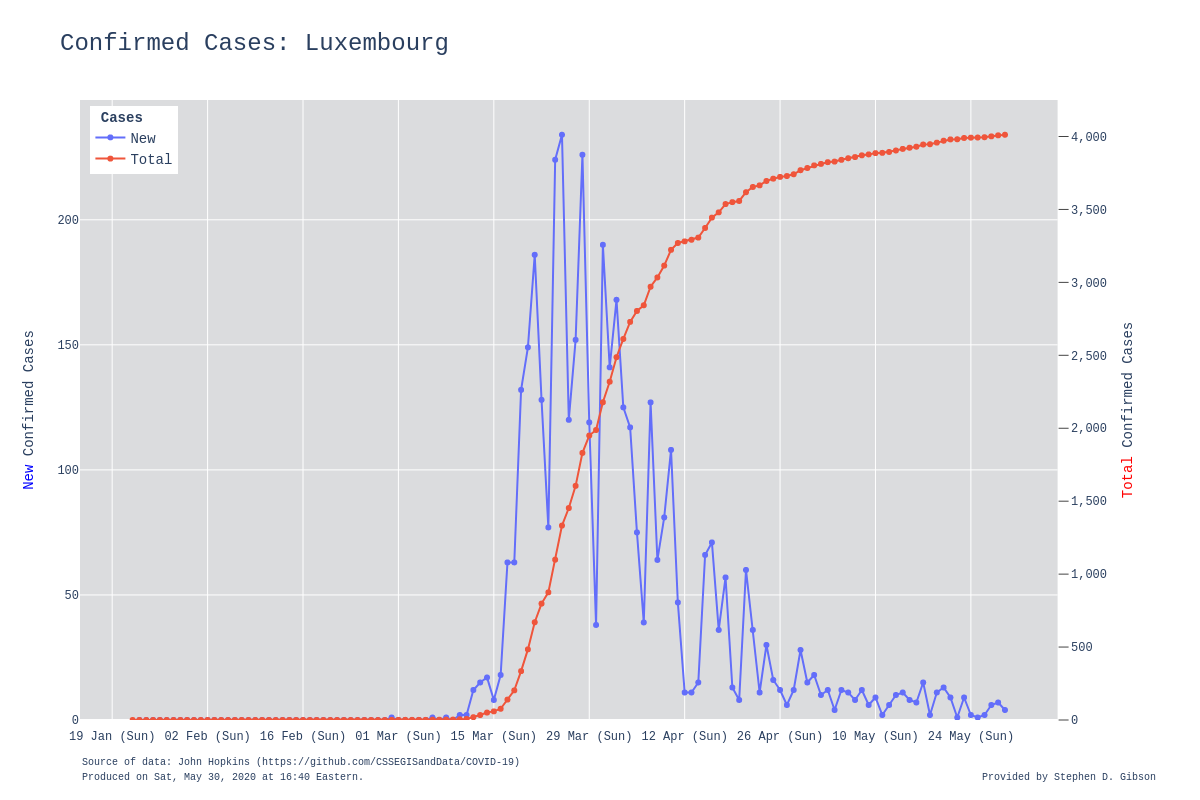 Confirmed Cases: Luxembourg
Cases
New
Total
200
150
100
50
0
4,000
3,500
3,000
2,500
2,000
1,500
1,000
500
0
New Confirmed Cases
Total Confirmed Cases
19 Jan (Sun) 02 Feb (Sun) 16 Feb (Sun) 01 Mar (Sun) 15 Mar (Sun) 29 Mar (Sun) 12 Apr (Sun) 26 Apr (Sun) 10 May (Sun) 24 May (Sun)
Source of data: John Hopkins (https://github.com/CSSEGISandData/COVID-19)
Produced on Sat, May 30, 2020 at 16:40 Eastern.
Provided by Stephen D. Gibson